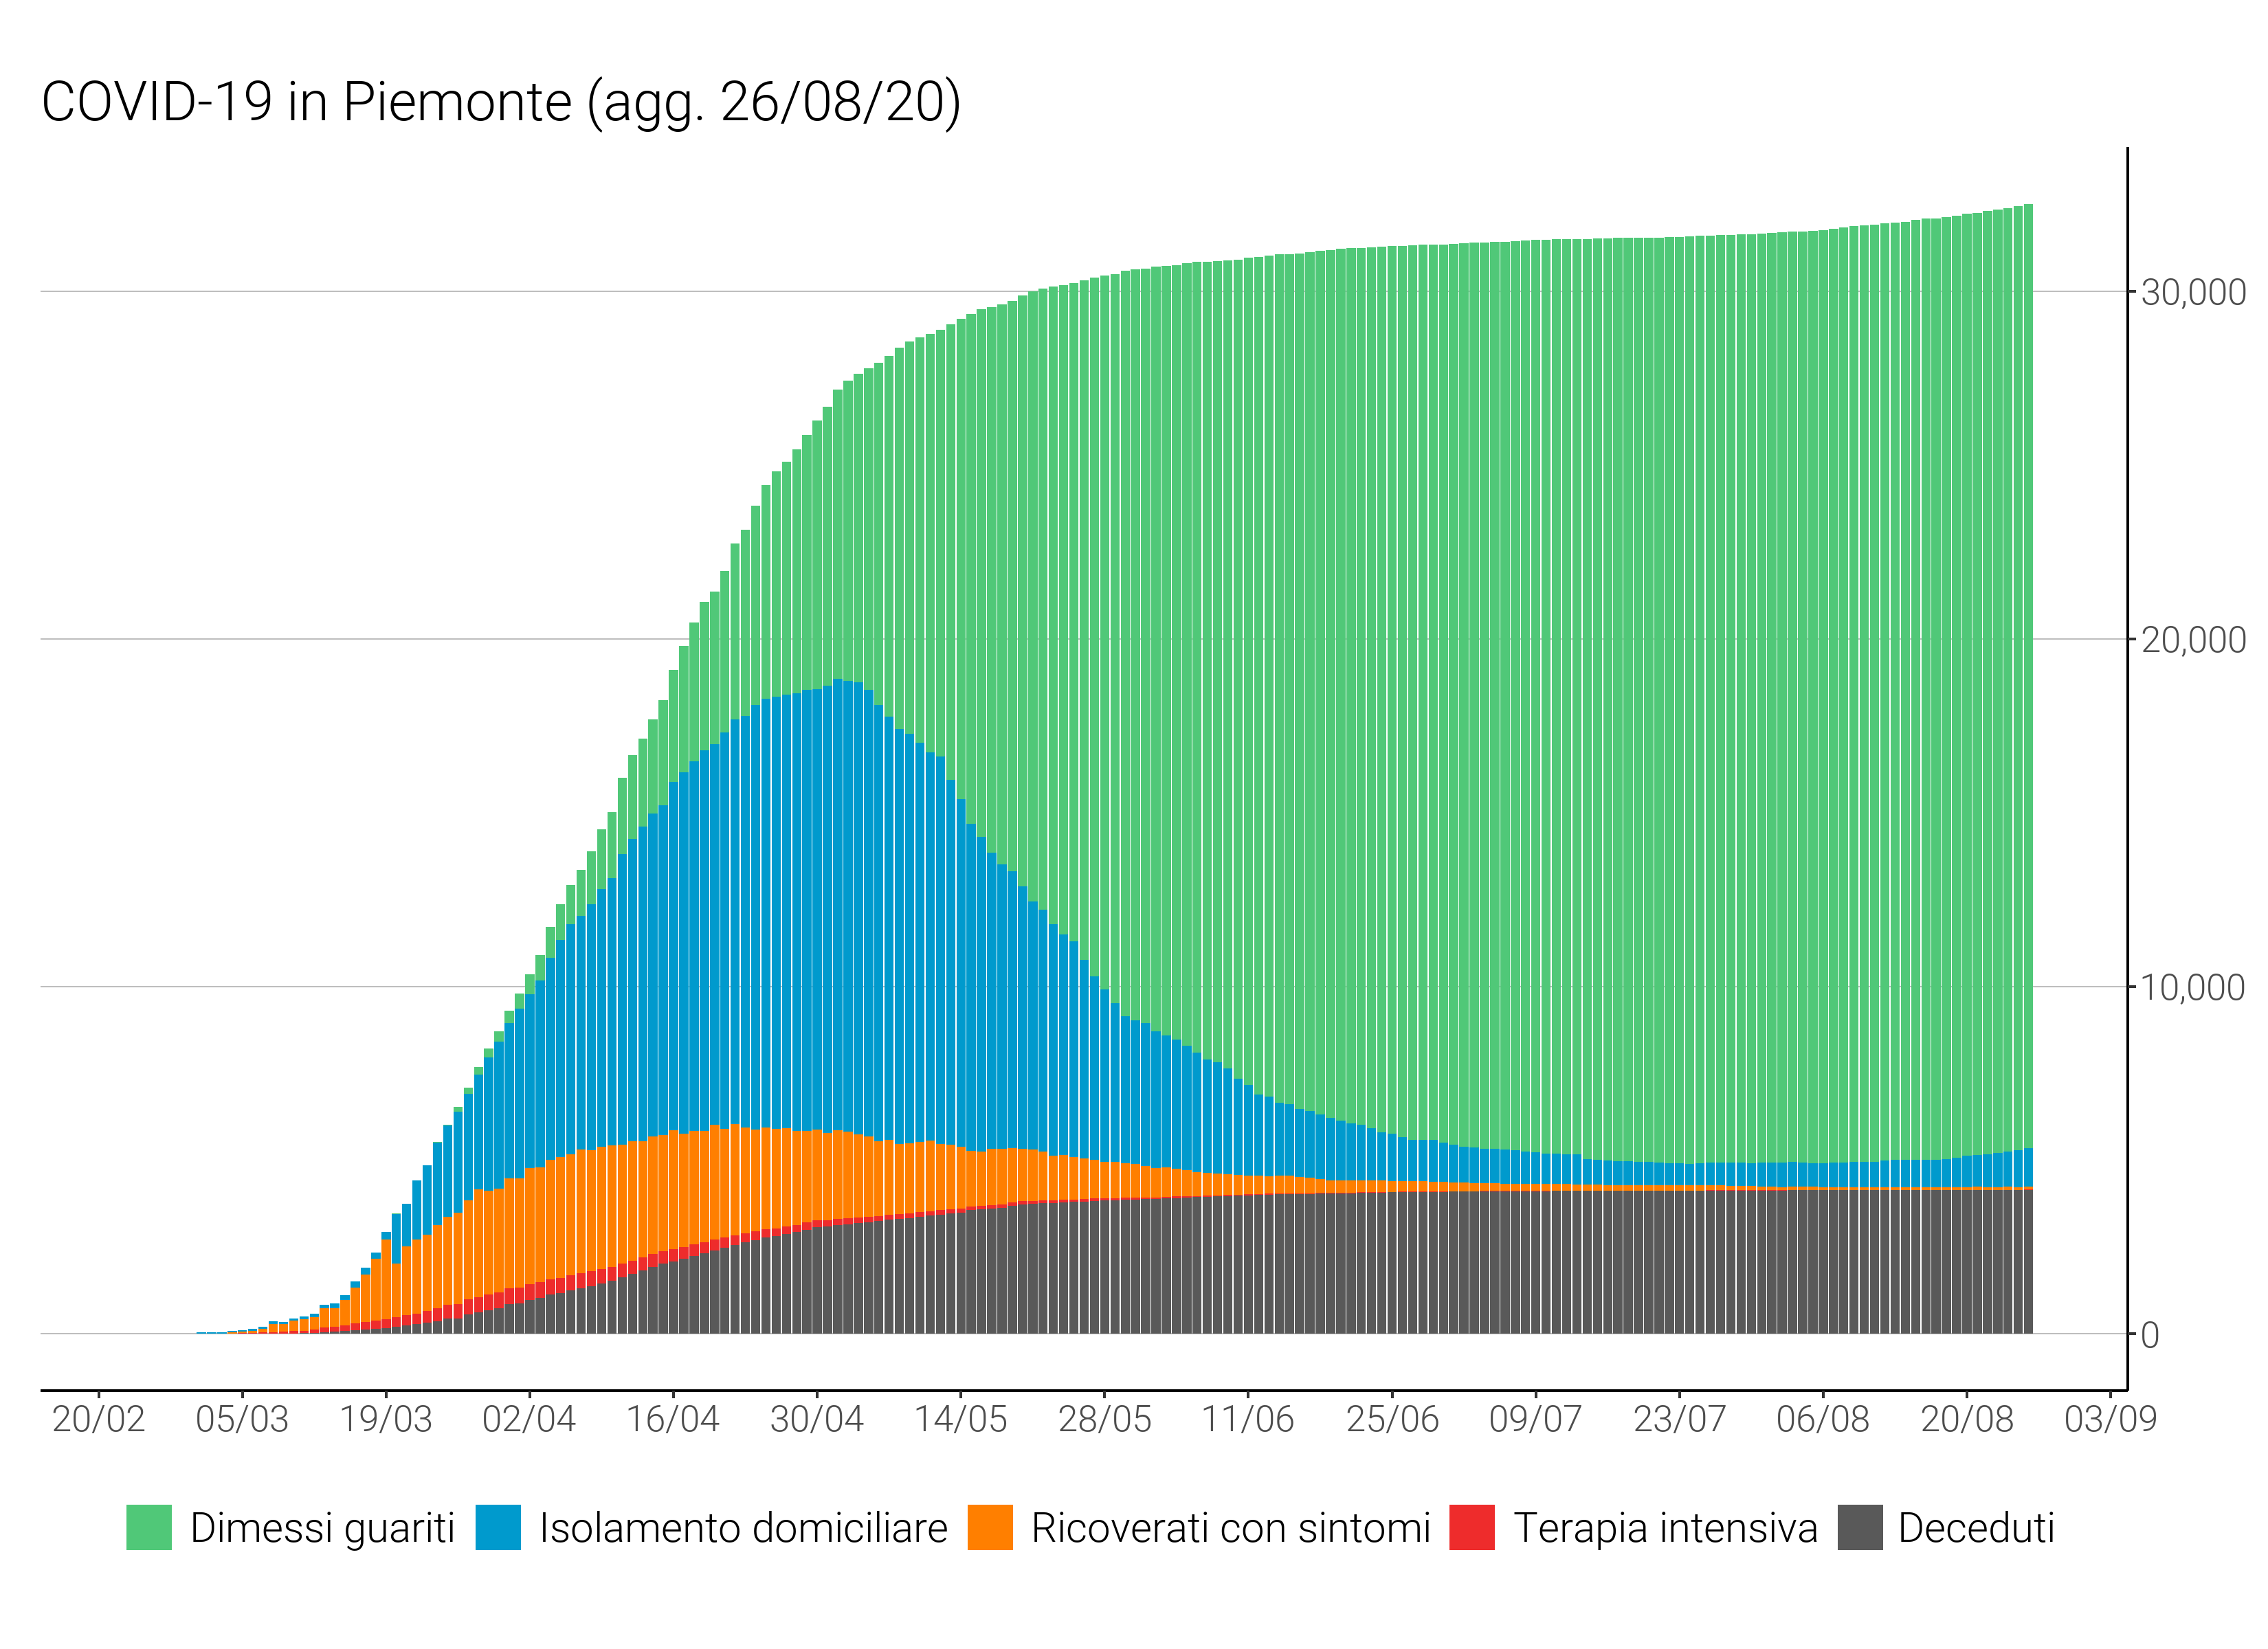 COVID-19 in Piemonte (agg. 26/08/20)
30,000
20,000
10,000
0
20/02 05/03 19/03 02/04 16/04 30/04 14/05 28/05 11/06 25/06 09/07 23/07 06/08 20/08 03/09
Dimessi guariti Isolamento domiciliare Ricoverati con sintomi Terapia intensiva Deceduti